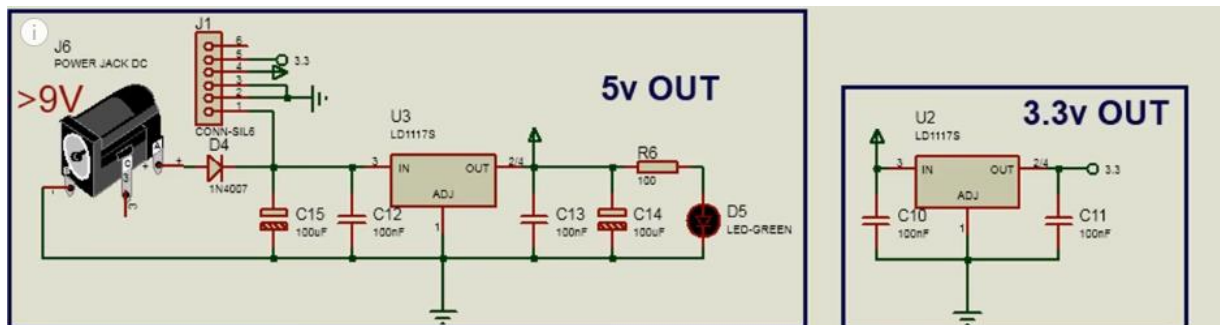 i
J6
POWER JACK DC
>9V
J1
6
5
4
3
2
1
3.3
CONN-SIL6
D4
1N4007
5v OUT
U3
LD1117S
3
IN
OUT
2/4
ADJ
1
R6
100
C15
100uF
C12
100nF
C13
100nF
C14
100uF
D5
LED-GREEN
3.3v OUT
U2
LD1117S
3
IN
OUT
2/4
3.3
ADJ
1
C10
100nF
C11
100nF